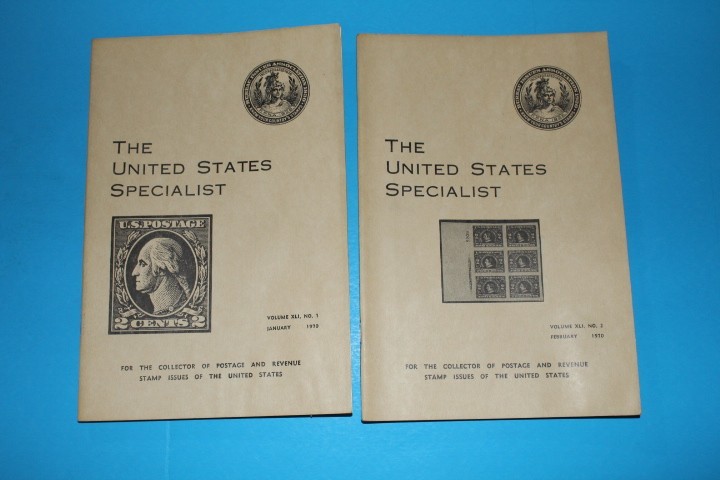 THE
UNITED STATES
SPECIALIST
U.S. POSTAGE
2 CENTS 2
VOLUME XLI, NO. 1
JANUARY 1970
FOR THE COLLECTOR OF POSTAGE AND REVENUE
STAMP ISSUES OF THE UNITED STATES
THE
UNITED STATES
SPECIALIST
VOLUME XLI, NO. 2
FEBRUARY 1970
FOR THE COLLECTOR OF POSTAGE AND REVENUE
STAMP ISSUES OF THE UNITED STATES